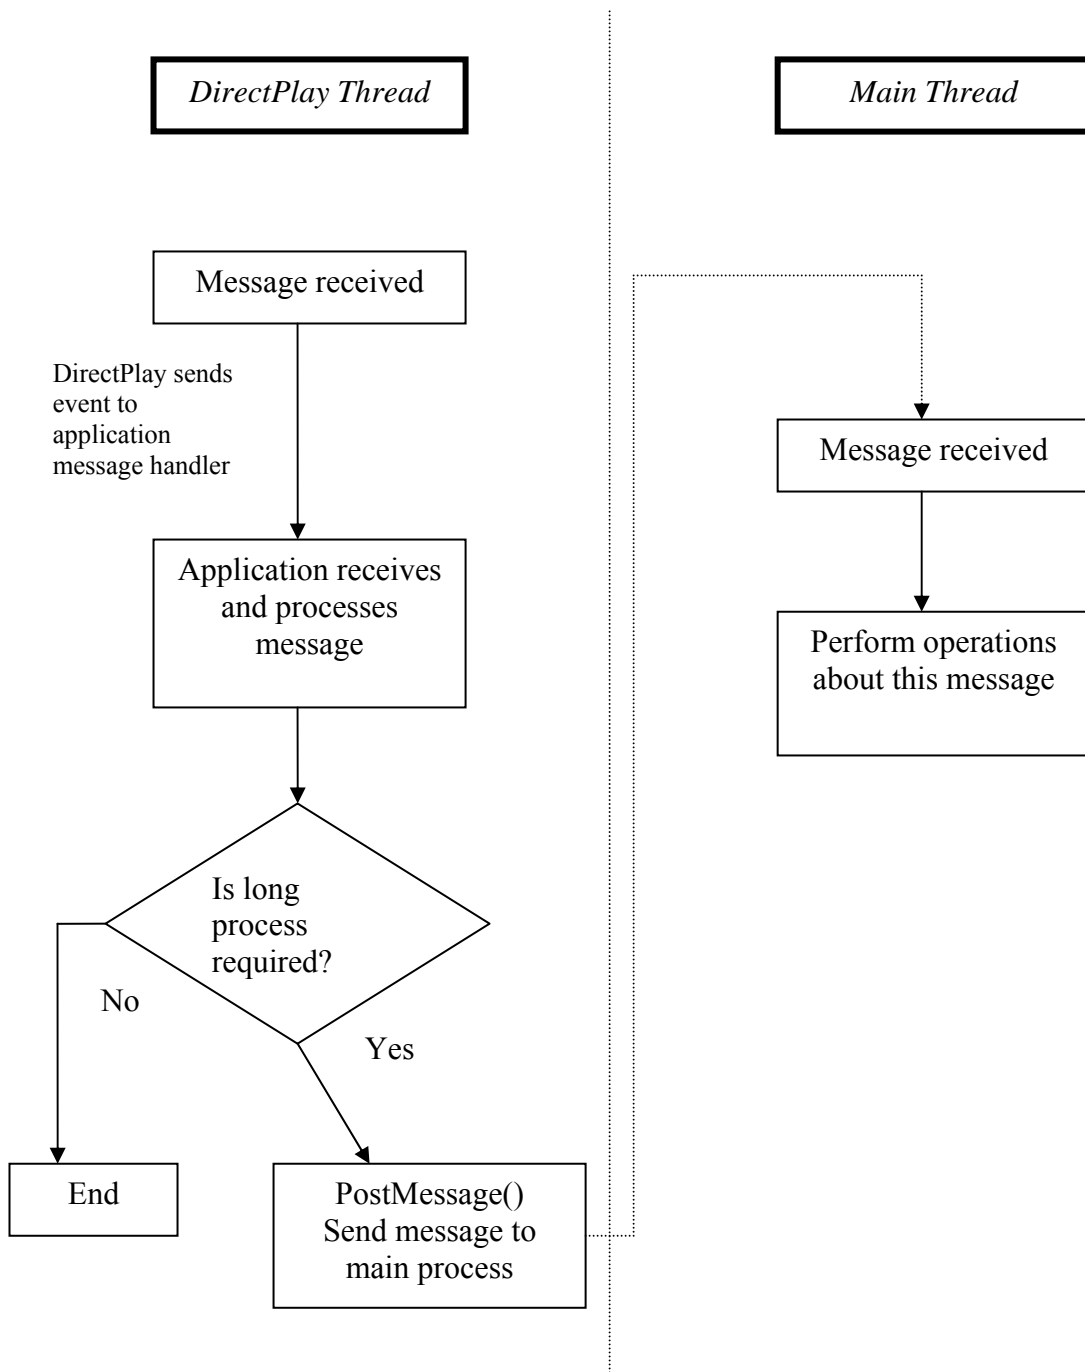 DirectPlay Thread
Main Thread
Message received
DirectPlay sends
event to
application
message handler
Message received
Application receives
and processes
message
Perform operations
about this message
Is long
process
required?
No
Yes
End
PostMessage()
Send message to
main process